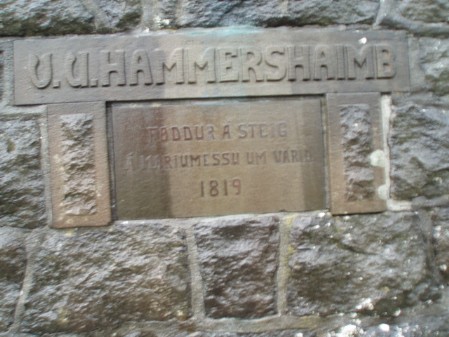 V.U.HAMMERSHAIMB
FØDDUR Á STEIG
Á MARIUMESSU UM VÁRIÐ
1819